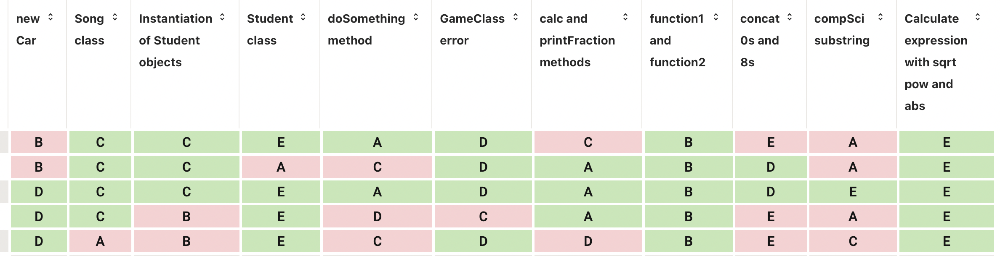 new Car
Song class
Instantiation of Student objects
Student class
doSomething method
GameClass error
calc and printFraction methods
function1 and function2
concat 0s and 8s
compSci substring
Calculate expression with sqrt pow and abs
B C C E A D C B E A E
B C C A C D A B D A E
D C C E A D A B D E E
D C B E D C A B E A E
D A B E C D D B E C E